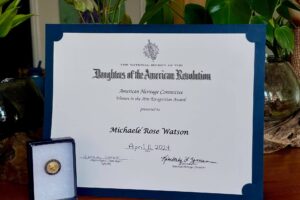 THE NATIONAL SOCIETY OF THE
Daughters of the American Revolution
American Heritage Committee
Women in the Arts Recognition Award
presented to
Michaele Rose Watson
April 6, 2024